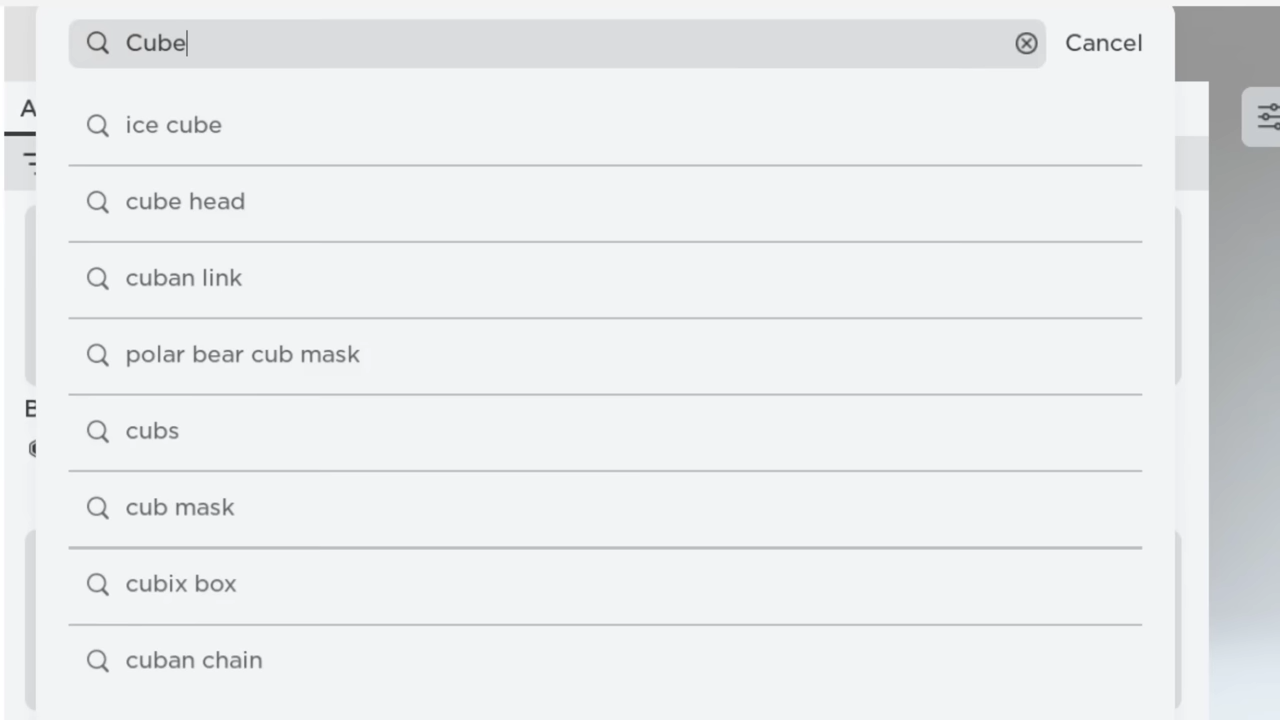 Cube
Cancel
A
ice cube
cube head
cuban link
polar bear cub mask
B
cubs
cub mask
cubix box
cuban chain